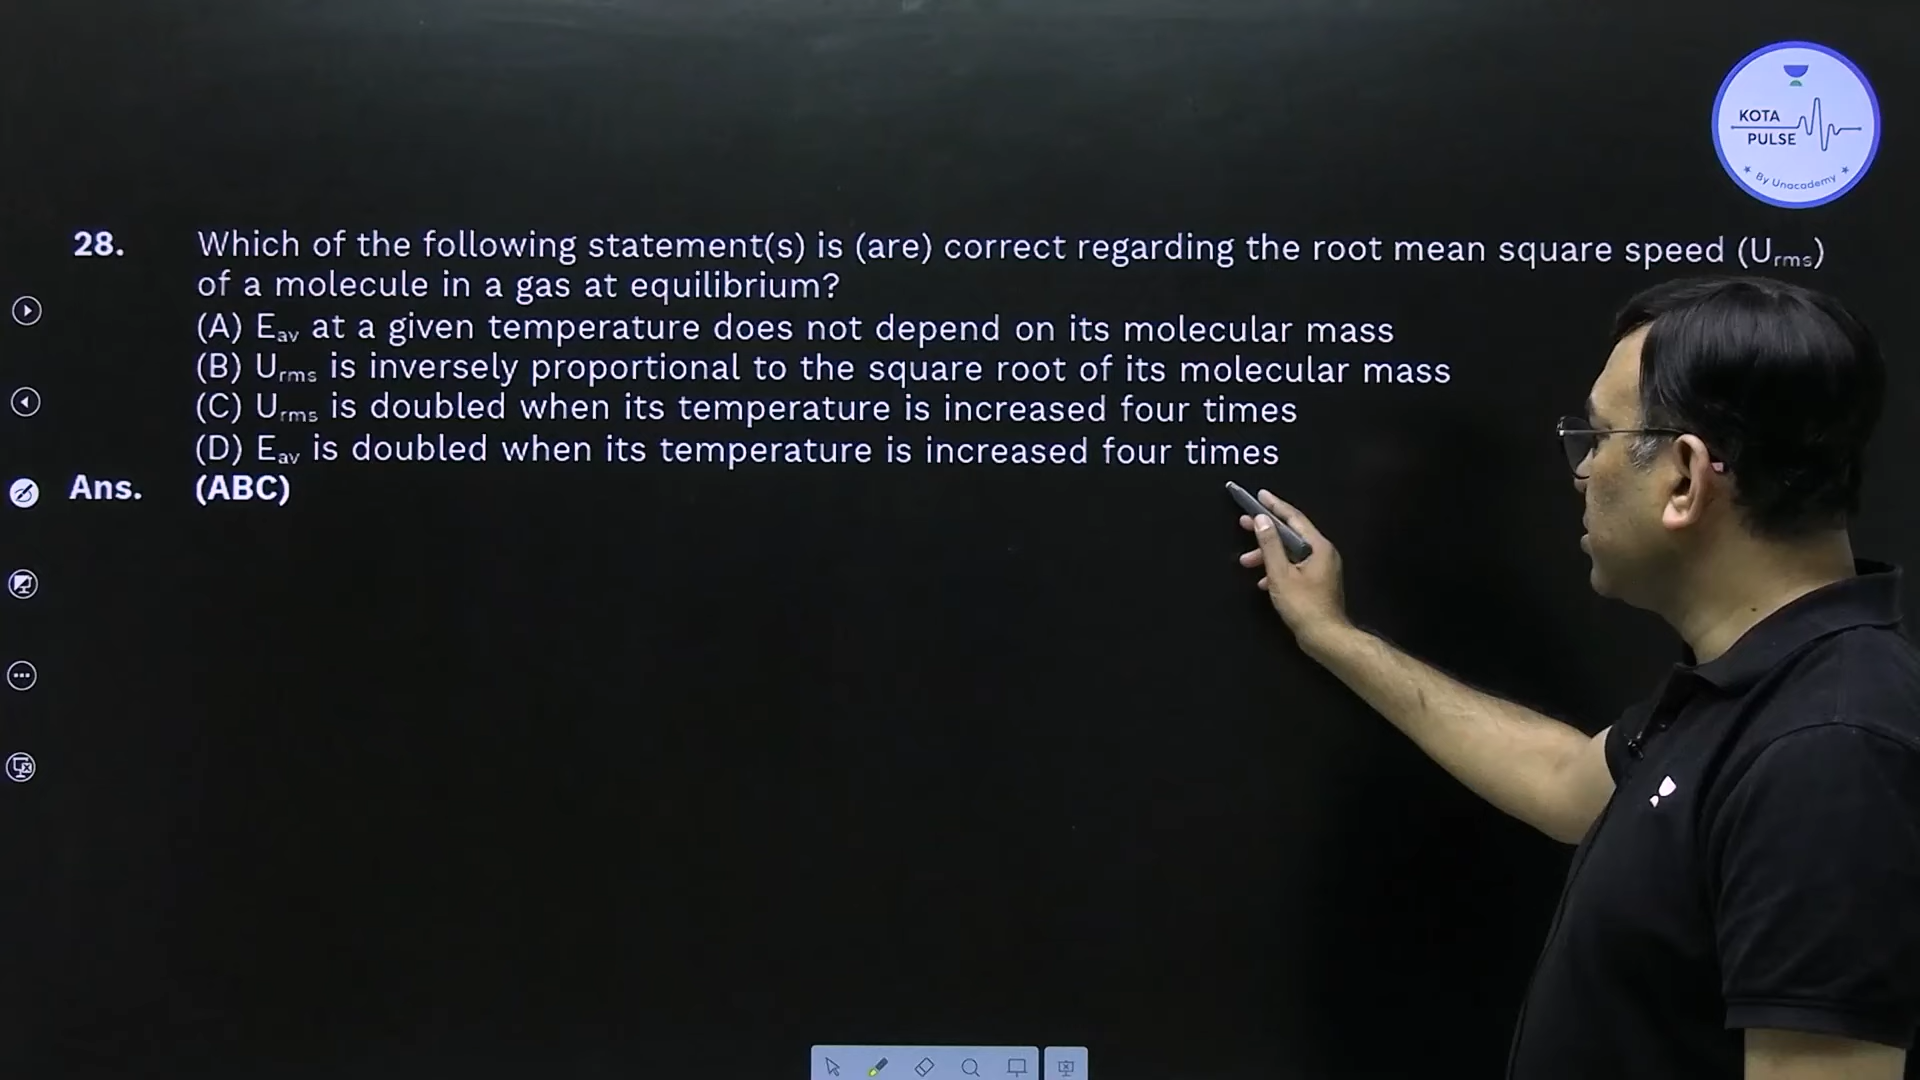 KOTA
PULSE
★ By Unacademy ★
28. Which of the following statement(s) is (are) correct regarding the root mean square speed (Uᵣₘₛ)
of a molecule in a gas at equilibrium?
(A) Eₐᵥ at a given temperature does not depend on its molecular mass
(B) Uᵣₘₛ is inversely proportional to the square root of its molecular mass
(C) Uᵣₘₛ is doubled when its temperature is increased four times
(D) Eₐᵥ is doubled when its temperature is increased four times
Ans. (ABC)